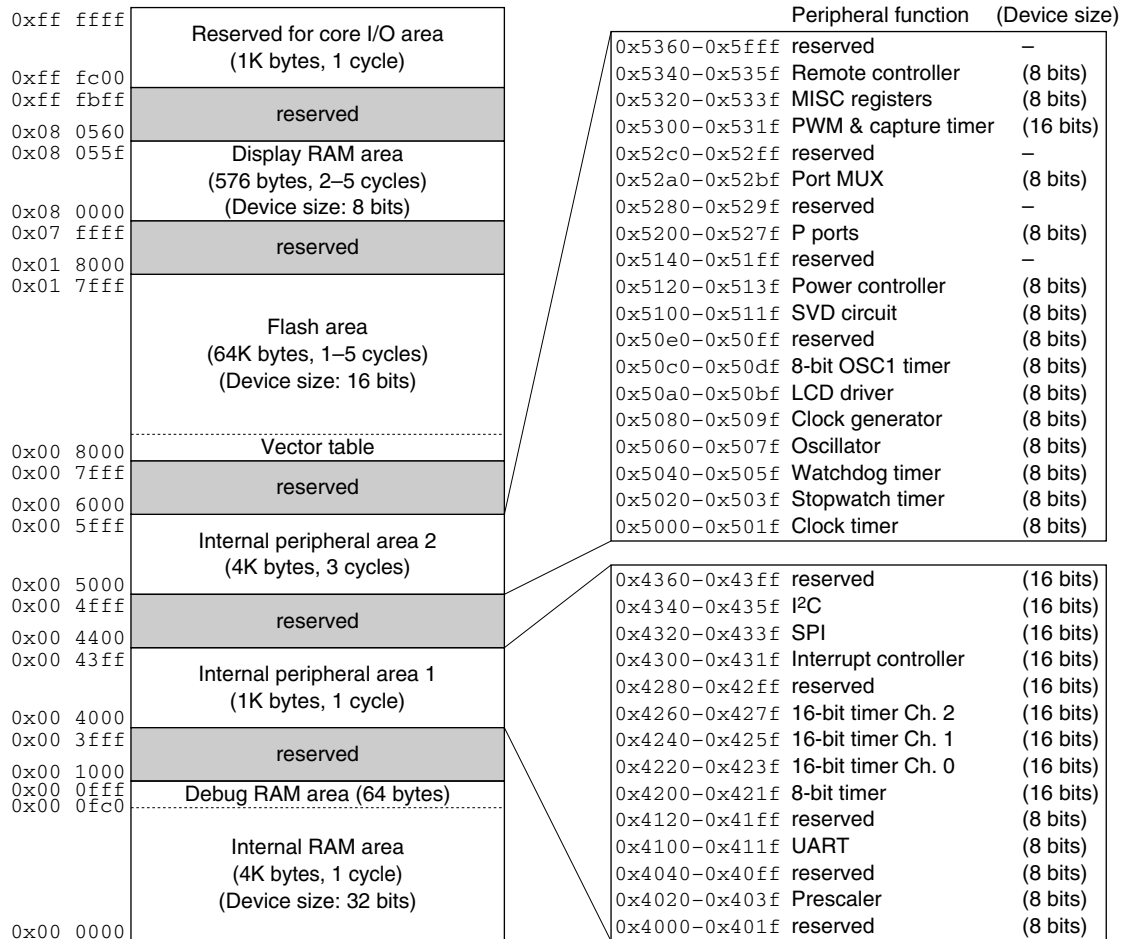 0xff ffff
Reserved for core I/O area
(1K bytes, 1 cycle)
0xff fc00
0xff fbff
reserved
0x08 0560
0x08 055f
Display RAM area
(576 bytes, 2–5 cycles)
(Device size: 8 bits)
0x08 0000
0x07 ffff
reserved
0x01 8000
0x01 7fff
Flash area
(64K bytes, 1–5 cycles)
(Device size: 16 bits)
Vector table
0x00 8000
0x00 7fff
reserved
0x00 6000
0x00 5fff
Internal peripheral area 2
(4K bytes, 3 cycles)
0x00 5000
0x00 4fff
reserved
0x00 4400
0x00 43ff
Internal peripheral area 1
(1K bytes, 1 cycle)
0x00 4000
0x00 3fff
reserved
0x00 1000
0x00 0fff
Debug RAM area (64 bytes)
0x00 0fc0
Internal RAM area
(4K bytes, 1 cycle)
(Device size: 32 bits)
0x00 0000
Peripheral function (Device size)
0x5360–0x5fff reserved –
0x5340–0x535f Remote controller (8 bits)
0x5320–0x533f MISC registers (8 bits)
0x5300–0x531f PWM & capture timer (16 bits)
0x52c0–0x52ff reserved –
0x52a0–0x52bf Port MUX (8 bits)
0x5280–0x529f reserved –
0x5200–0x527f P ports (8 bits)
0x5140–0x51ff reserved –
0x5120–0x513f Power controller (8 bits)
0x5100–0x511f SVD circuit (8 bits)
0x50e0–0x50ff reserved (8 bits)
0x50c0–0x50df 8-bit OSC1 timer (8 bits)
0x50a0–0x50bf LCD driver (8 bits)
0x5080–0x509f Clock generator (8 bits)
0x5060–0x507f Oscillator (8 bits)
0x5040–0x505f Watchdog timer (8 bits)
0x5020–0x503f Stopwatch timer (8 bits)
0x5000–0x501f Clock timer (8 bits)
0x4360–0x43ff reserved (16 bits)
0x4340–0x435f I2C (16 bits)
0x4320–0x433f SPI (16 bits)
0x4300–0x431f Interrupt controller (16 bits)
0x4280–0x42ff reserved (16 bits)
0x4260–0x427f 16-bit timer Ch. 2 (16 bits)
0x4240–0x425f 16-bit timer Ch. 1 (16 bits)
0x4220–0x423f 16-bit timer Ch. 0 (16 bits)
0x4200–0x421f 8-bit timer (16 bits)
0x4120–0x41ff reserved (8 bits)
0x4100–0x411f UART (8 bits)
0x4040–0x40ff reserved (8 bits)
0x4020–0x403f Prescaler (8 bits)
0x4000–0x401f reserved (8 bits)